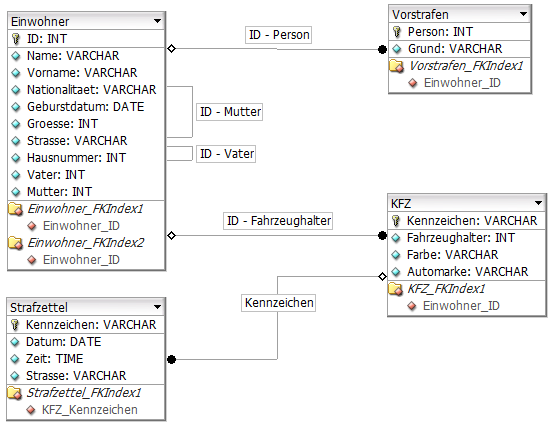 Einwohner
ID: INT
Name: VARCHAR
Vorname: VARCHAR
Nationalitaet: VARCHAR
Geburstdatum: DATE
Groesse: INT
Strasse: VARCHAR
Hausnummer: INT
Vater: INT
Mutter: INT
Einwohner_FKIndex1
Einwohner_ID
Einwohner_FKIndex2
Einwohner_ID
ID - Person
Vorstrafen
Person: INT
Grund: VARCHAR
Vorstrafen_FKIndex1
Einwohner_ID
ID - Mutter
ID - Vater
ID - Fahrzeughalter
KFZ
Kennzeichen: VARCHAR
Fahrzeughalter: INT
Farbe: VARCHAR
Automarke: VARCHAR
KFZ_FKIndex1
Einwohner_ID
Kennzeichen
Strafzettel
Kennzeichen: VARCHAR
Datum: DATE
Zeit: TIME
Strasse: VARCHAR
Strafzettel_FKIndex1
KFZ_Kennzeichen